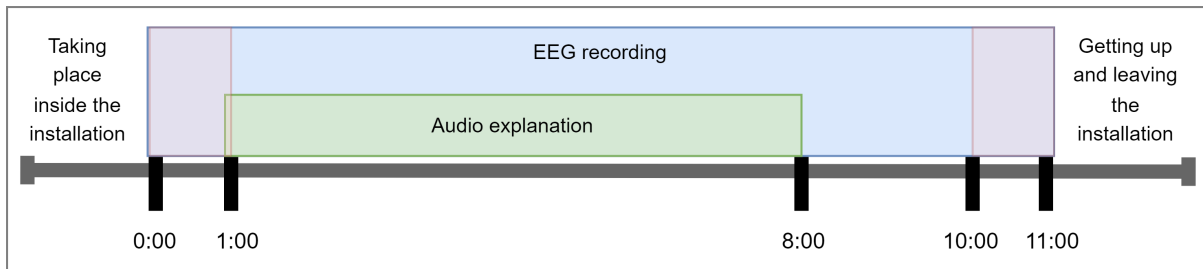 Taking
place
inside the
installation
EEG recording
Audio explanation
Getting up
and leaving
the
installation
0:00 1:00 8:00 10:00 11:00